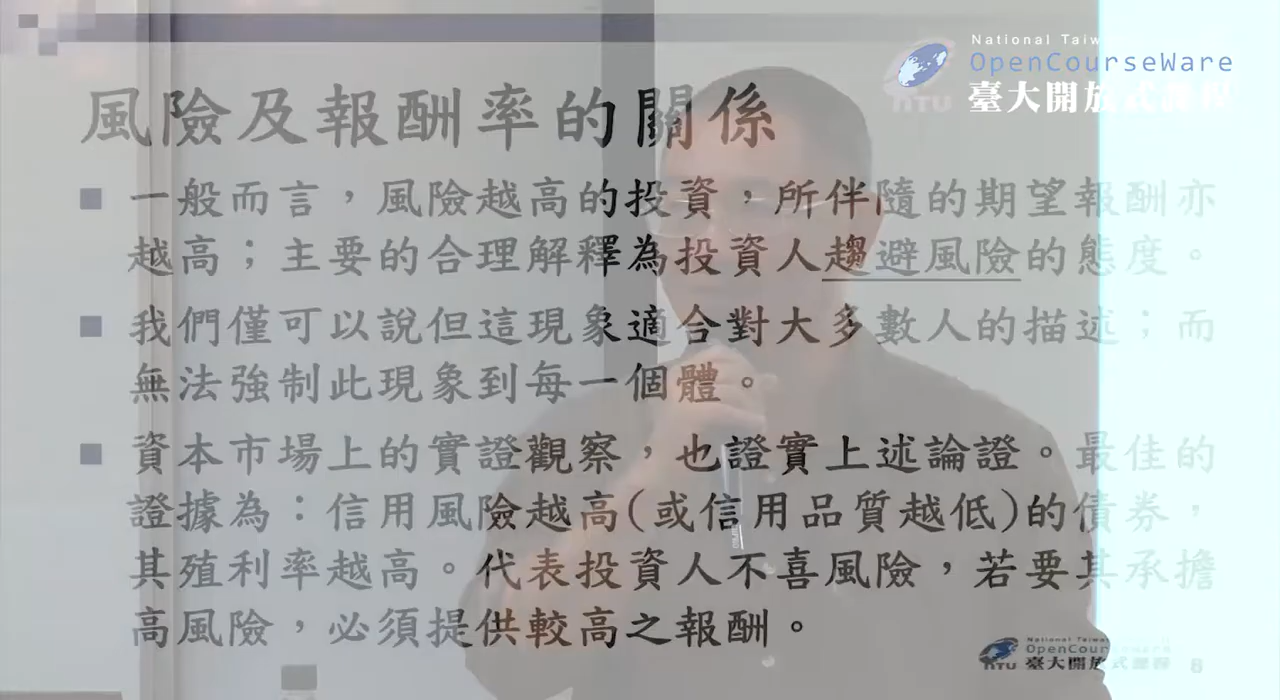 National Taiw
OpenCourseWare
NTU 臺大開放式課程
風險及報酬率的關係
一般而言，風險越高的投資，所伴隨的期望報酬亦
越高；主要的合理解釋為投資人趨避風險的態度。
我們僅可以說但這現象適合對大多數人的描述；而
無法強制此現象到每一個體。
資本市場上的實證觀察，也證實上述論證。最佳的
證據為：信用風險越高(或信用品質越低)的債券，
其殖利率越高。代表投資人不喜風險，若要其承擔
高風險，必須提供較高之報酬。
National Taiw
OpenCourseware
NTU 臺大開放式課程
8